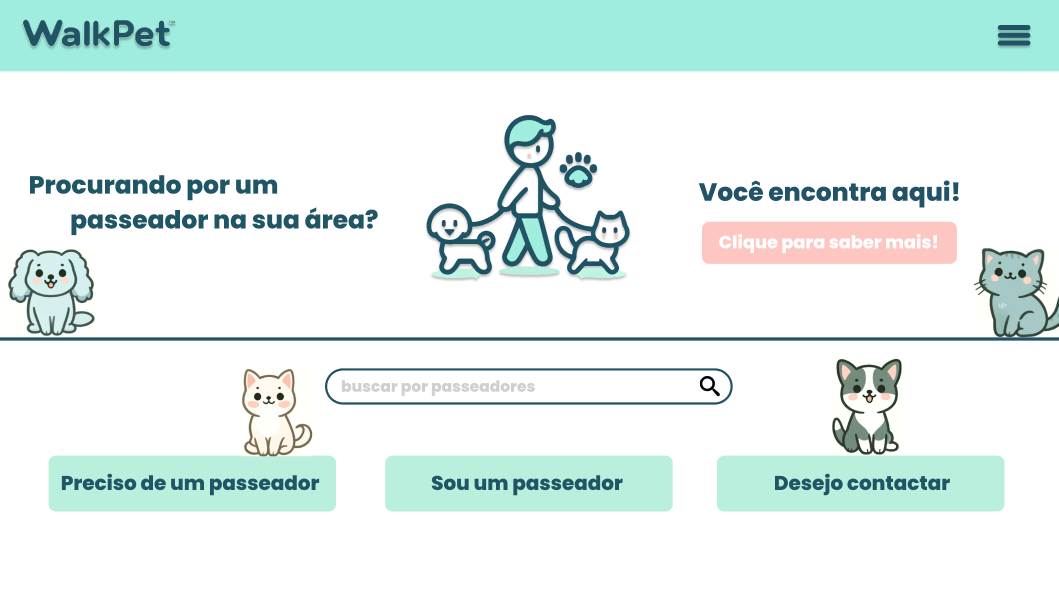 WalkPet™
Procurando por um
passeador na sua área?
Você encontra aqui!
Clique para saber mais!
buscar por passeadores
Preciso de um passeador
Sou um passeador
Desejo contactar